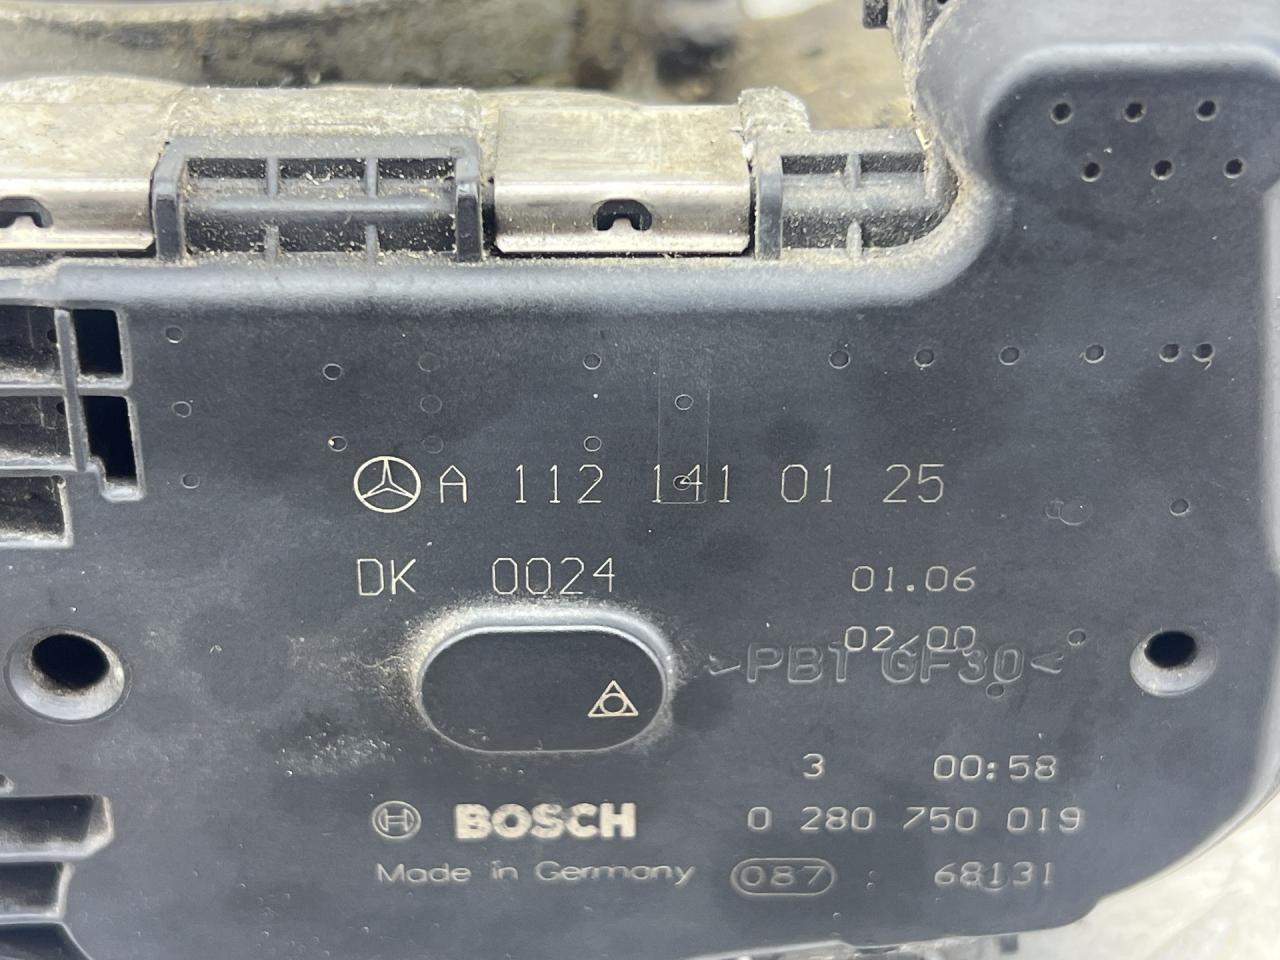 A 112 141 01 25
DK 0024 01.06
02/00
>PBT GF30<
3 00:58
BOSCH 0 280 750 019
Made in Germany 087 : 68131